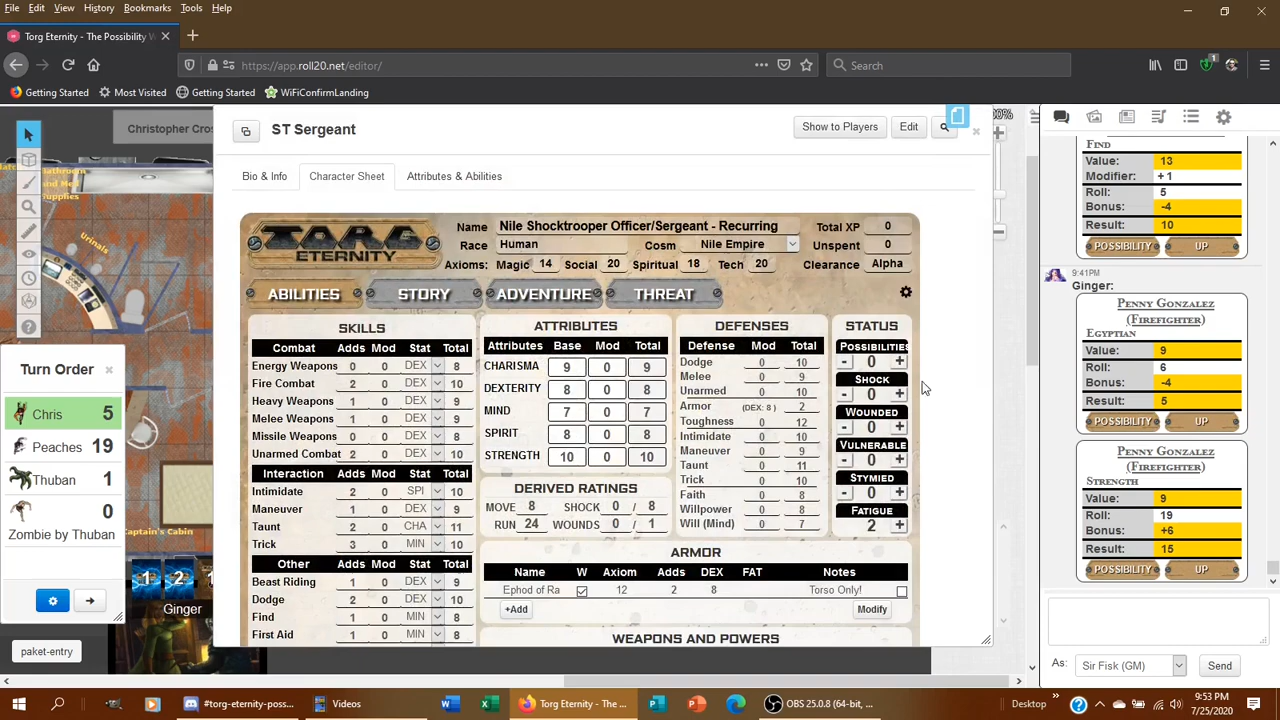 File Edit View History Bookmarks Tools Help
Torg Eternity - The Possibility W
https://app.roll20.net/editor/
Search
Getting Started Most Visited Getting Started WiFiConfirmLanding
Christopher Cros
Bathroom
and Med
Supplies
Urinals
Captain's Cabin
ST Sergeant
Show to Players Edit
Bio & Info Character Sheet Attributes & Abilities
TORG
ETERNITY
Name Nile Shocktrooper Officer/Sergeant - Recurring Total XP 0
Race Human Cosm Nile Empire Unspent 0
Axioms: Magic 14 Social 20 Spiritual 18 Tech 20 Clearance Alpha
ABILITIES STORY ADVENTURE THREAT
SKILLS
Combat Adds Mod Stat Total
Energy Weapons 0 0 DEX 8
Fire Combat 2 0 DEX 10
Heavy Weapons 1 0 DEX 9
Melee Weapons 1 0 DEX 9
Missile Weapons 0 0 DEX 8
Unarmed Combat 2 0 DEX 10
Interaction Adds Mod Stat Total
Intimidate 2 0 SPI 10
Maneuver 1 0 DEX 9
Taunt 2 0 CHA 11
Trick 3 0 MIN 10
Other Adds Mod Stat Total
Beast Riding 1 0 DEX 9
Dodge 2 0 DEX 10
Find 1 0 MIN 8
First Aid 1 0 MIN 8
ATTRIBUTES
Attributes Base Mod Total
CHARISMA 9 0 9
DEXTERITY 8 0 8
MIND 7 0 7
SPIRIT 8 0 8
STRENGTH 10 0 10
DERIVED RATINGS
MOVE 8 SHOCK 0 / 8
RUN 24 WOUNDS 0 / 1
DEFENSES
Defense Mod Total
Dodge 0 10
Melee 0 9
Unarmed 0 10
Armor (DEX: 8 ) 2
Toughness 0 12
Intimidate 0 10
Maneuver 0 9
Taunt 0 11
Trick 0 10
Faith 0 8
Willpower 0 8
Will (Mind) 0 7
STATUS
POSSIBILITIES
- 0 +
SHOCK
- 0 +
WOUNDED
- 0 +
VULNERABLE
- 0 +
STYMIED
- 0 +
FATIGUE
2 +
ARMOR
Name W Axiom Adds DEX FAT Notes
Ephod of Ra 12 2 8 Torso Only!
+Add Modify
WEAPONS AND POWERS
Turn Order
Chris 5
Peaches 19
Thuban 1
0
Zombie by Thuban
paket-entry
1 2 1
Ginger
FIND
Value: 13
Modifier: + 1
Roll: 5
Bonus: -4
Result: 10
POSSIBILITY UP
9:41PM
Ginger:
PENNY GONZALEZ
(FIREFIGHTER)
EGYPTIAN
Value: 9
Roll: 6
Bonus: -4
Result: 5
POSSIBILITY UP
PENNY GONZALEZ
(FIREFIGHTER)
STRENGTH
Value: 9
Roll: 19
Bonus: +6
Result: 15
POSSIBILITY UP
As: Sir Fisk (GM) Send
#torg-eternity-poss... Videos Torg Eternity - The ... OBS 25.0.8 (64-bit, ...
9:53 PM
7/25/2020